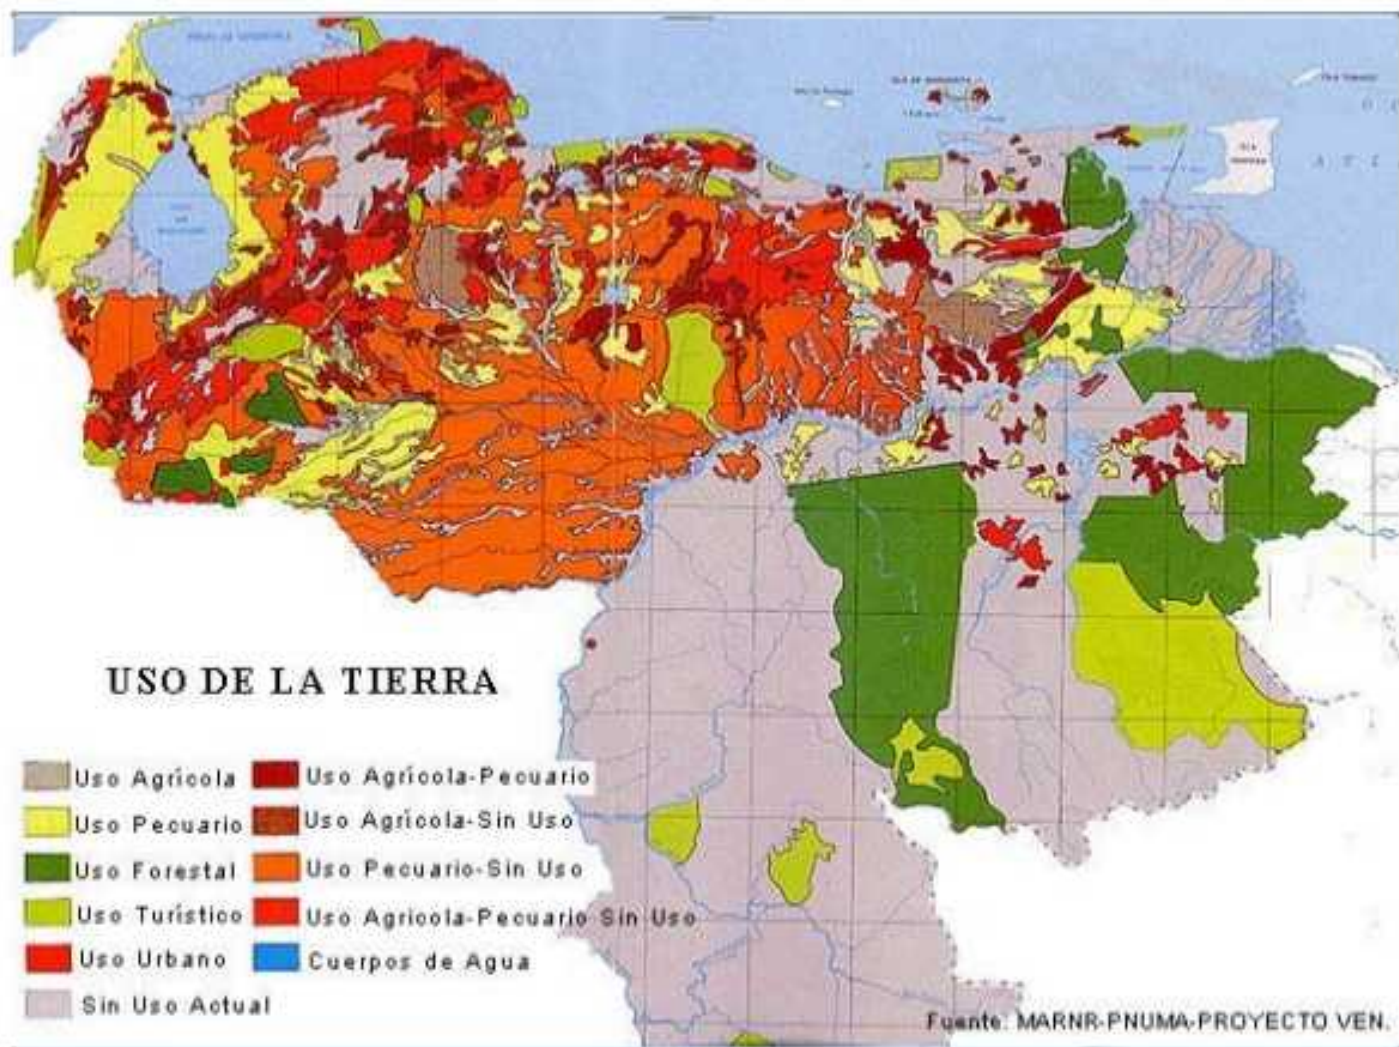 USO DE LA TIERRA
Uso Agrícola
Uso Pecuario
Uso Forestal
Uso Turístico
Uso Urbano
Sin Uso Actual
Uso Agrícola-Pecuario
Uso Agrícola-Sin Uso
Uso Pecuario-Sin Uso
Uso Agricola-Pecuario Sin Uso
Cuerpos de Agua
Fuente: MARNR-PNUMA-PROYECTO VEN.